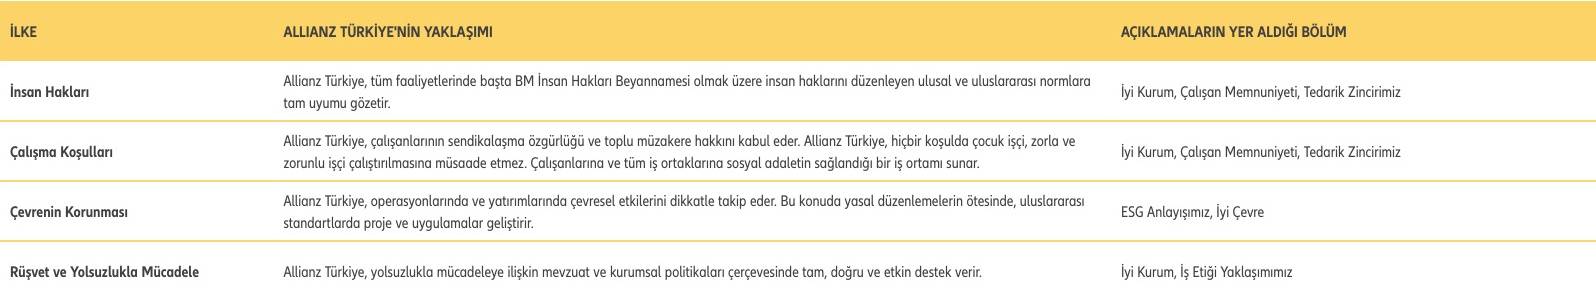 İLKE
ALLIANZ TÜRKİYE'NİN YAKLAŞIMI
AÇIKLAMALARIN YER ALDIĞI BÖLÜM
İnsan Hakları
Allianz Türkiye, tüm faaliyetlerinde başta BM İnsan Hakları Beyannamesi olmak üzere insan haklarını düzenleyen ulusal ve uluslararası normlara
tam uyumu gözetir.
İyi Kurum, Çalışan Memnuniyeti, Tedarik Zincirimiz
Çalışma Koşulları
Allianz Türkiye, çalışanlarının sendikalaşma özgürlüğü ve toplu müzakere hakkını kabul eder. Allianz Türkiye, hiçbir koşulda çocuk işçi, zorla ve
zorunlu işçi çalıştırılmasına müsaade etmez. Çalışanlarına ve tüm iş ortaklarına sosyal adaletin sağlandığı bir iş ortamı sunar.
İyi Kurum, Çalışan Memnuniyeti, Tedarik Zincirimiz
Çevrenin Korunması
Allianz Türkiye, operasyonlarında ve yatırımlarında çevresel etkilerini dikkatle takip eder. Bu konuda yasal düzenlemelerin ötesinde, uluslararası
standartlarda proje ve uygulamalar geliştirir.
ESG Anlayışımız, İyi Çevre
Rüşvet ve Yolsuzlukla Mücadele
Allianz Türkiye, yolsuzlukla mücadeleye ilişkin mevzuat ve kurumsal politikaları çerçevesinde tam, doğru ve etkin destek verir.
İyi Kurum, İş Etiği Yaklaşımımız